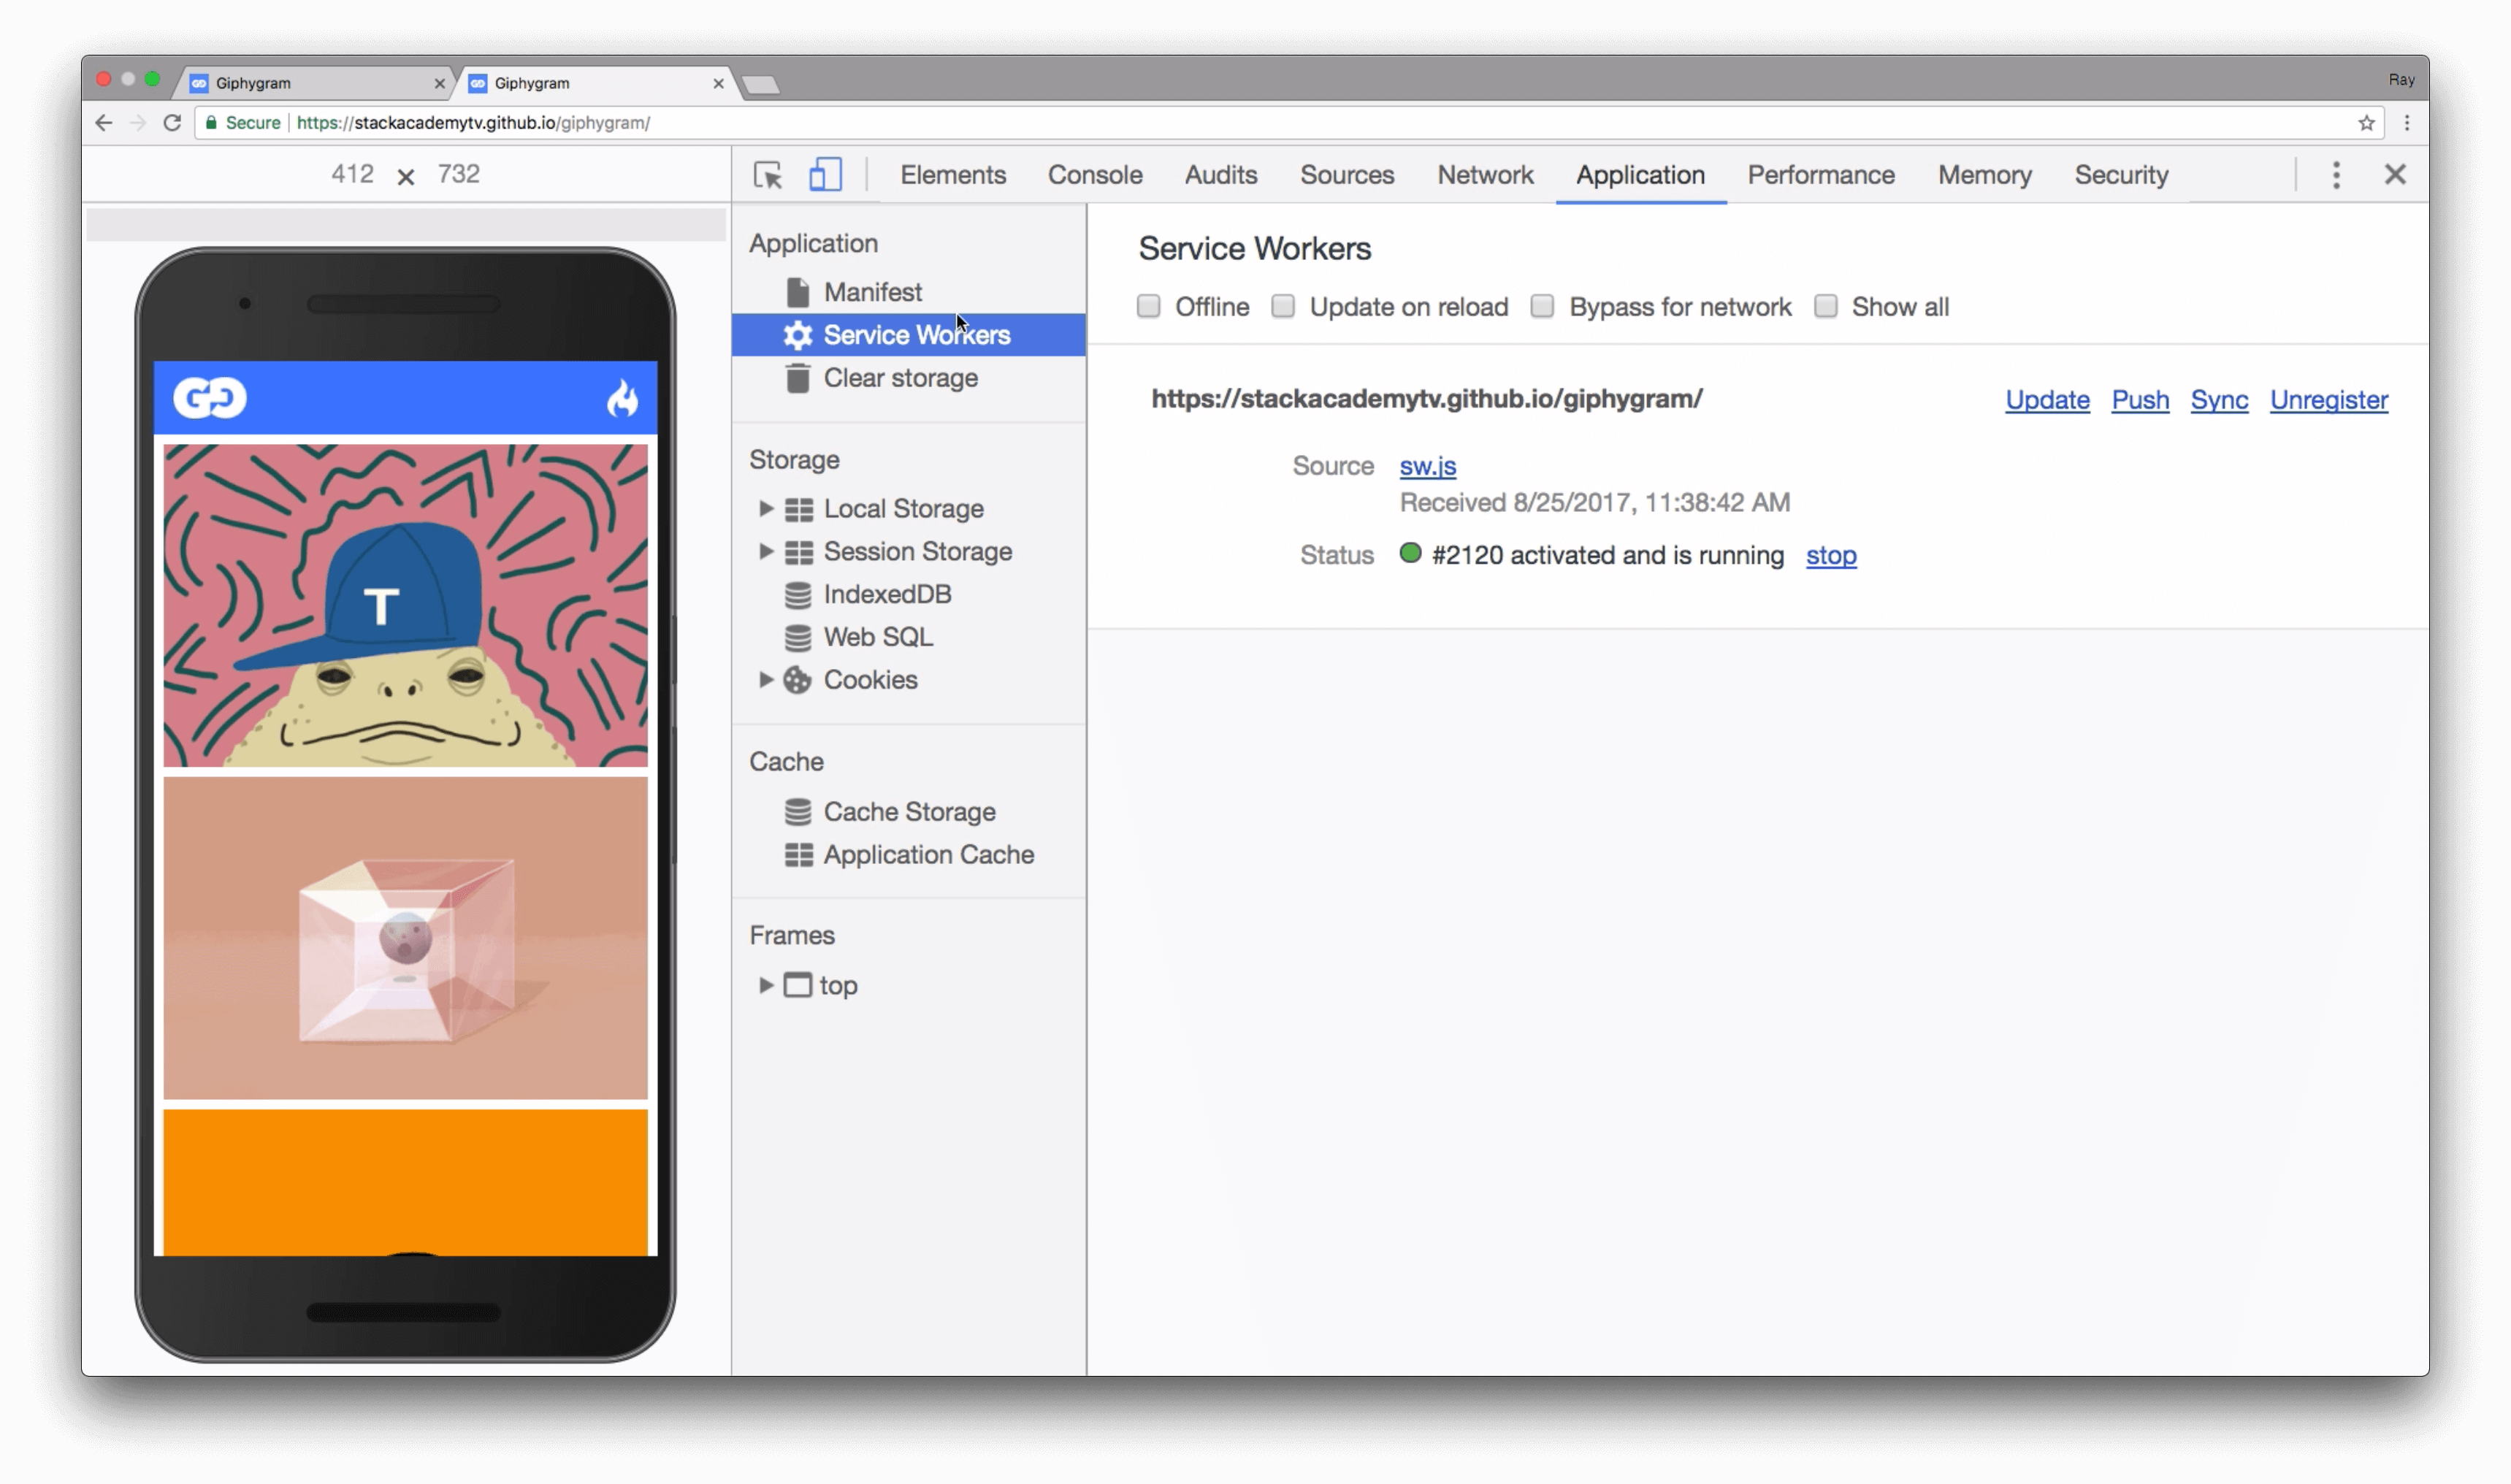 Giphygram Giphygram Ray
Secure https://stackacademytv.github.io/giphygram/
412 × 732 Elements Console Audits Sources Network Application Performance Memory Security
Application
Manifest
Service Workers
Clear storage
Storage
Local Storage
Session Storage
IndexedDB
Web SQL
Cookies
Cache
Cache Storage
Application Cache
Frames
top
Service Workers
Offline Update on reload Bypass for network Show all
https://stackacademytv.github.io/giphygram/ Update Push Sync Unregister
Source sw.js
Received 8/25/2017, 11:38:42 AM
Status #2120 activated and is running stop
GG
T